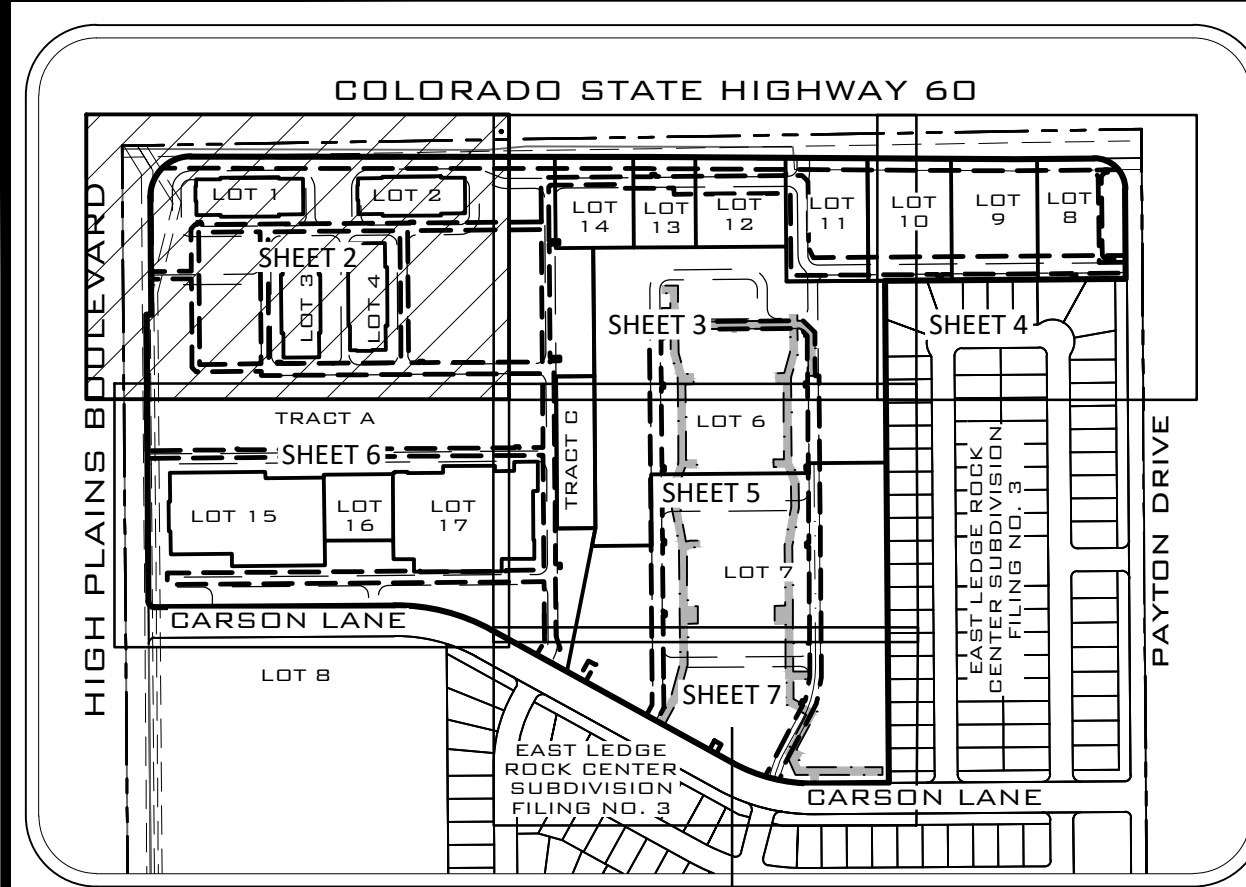 COLORADO STATE HIGHWAY 60
HIGH PLAINS BOULEVARD
LOT 1
LOT 2
SHEET 2
LOT 3
LOT 4
LOT
14
LOT
13
LOT
12
LOT
11
LOT
10
LOT
9
LOT
8
SHEET 3
SHEET 4
TRACT A
SHEET 6
TRACT C
LOT 6
SHEET 5
LOT 15
LOT
16
LOT
17
LOT 7
EAST LEDGE ROCK
CENTER SUBDIVISION
FILING NO. 3
PAYTON DRIVE
CARSON LANE
LOT 8
SHEET 7
EAST LEDGE
ROCK CENTER
SUBDIVISION
FILING NO. 3
CARSON LANE